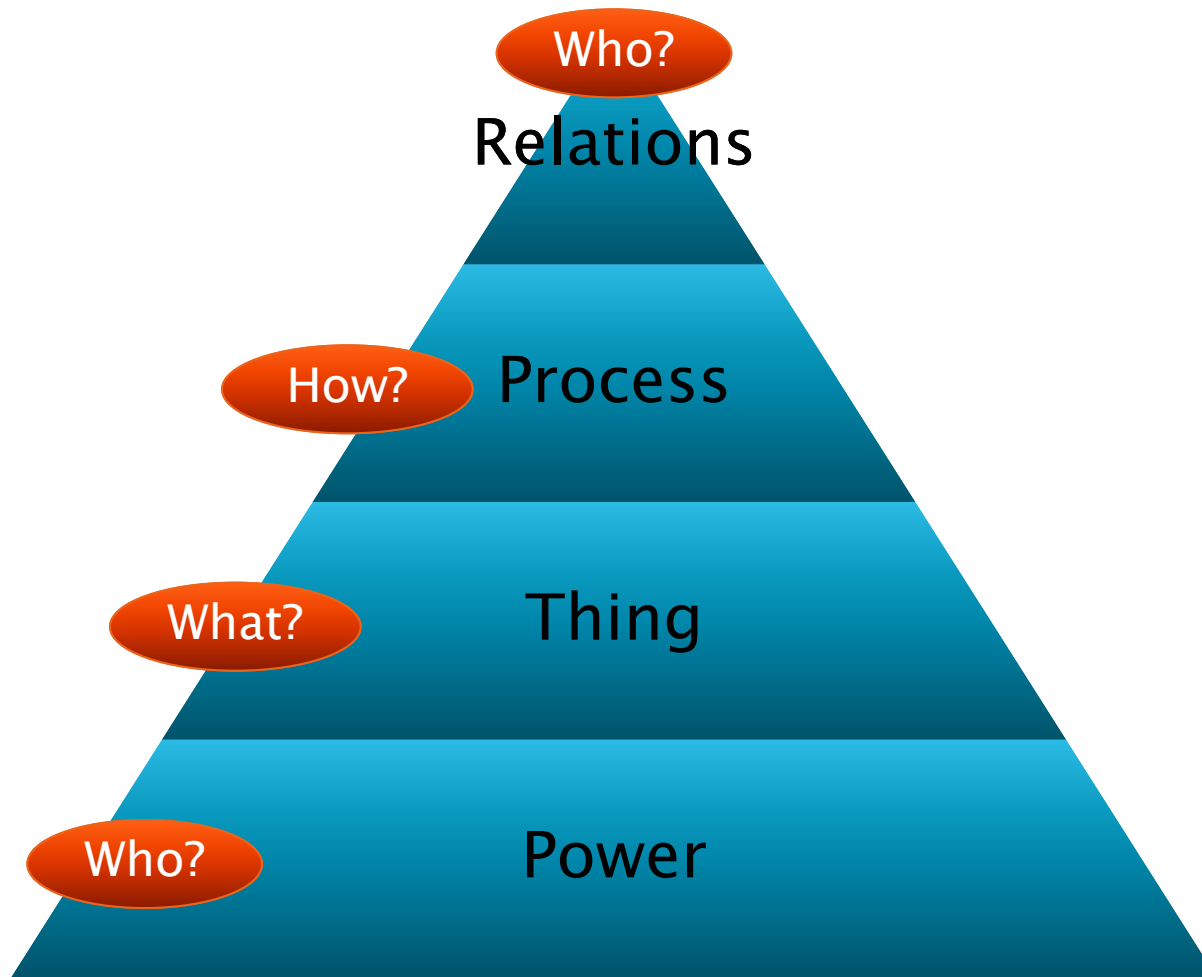 Who?
Relations
How?
Process
What?
Thing
Who?
Power